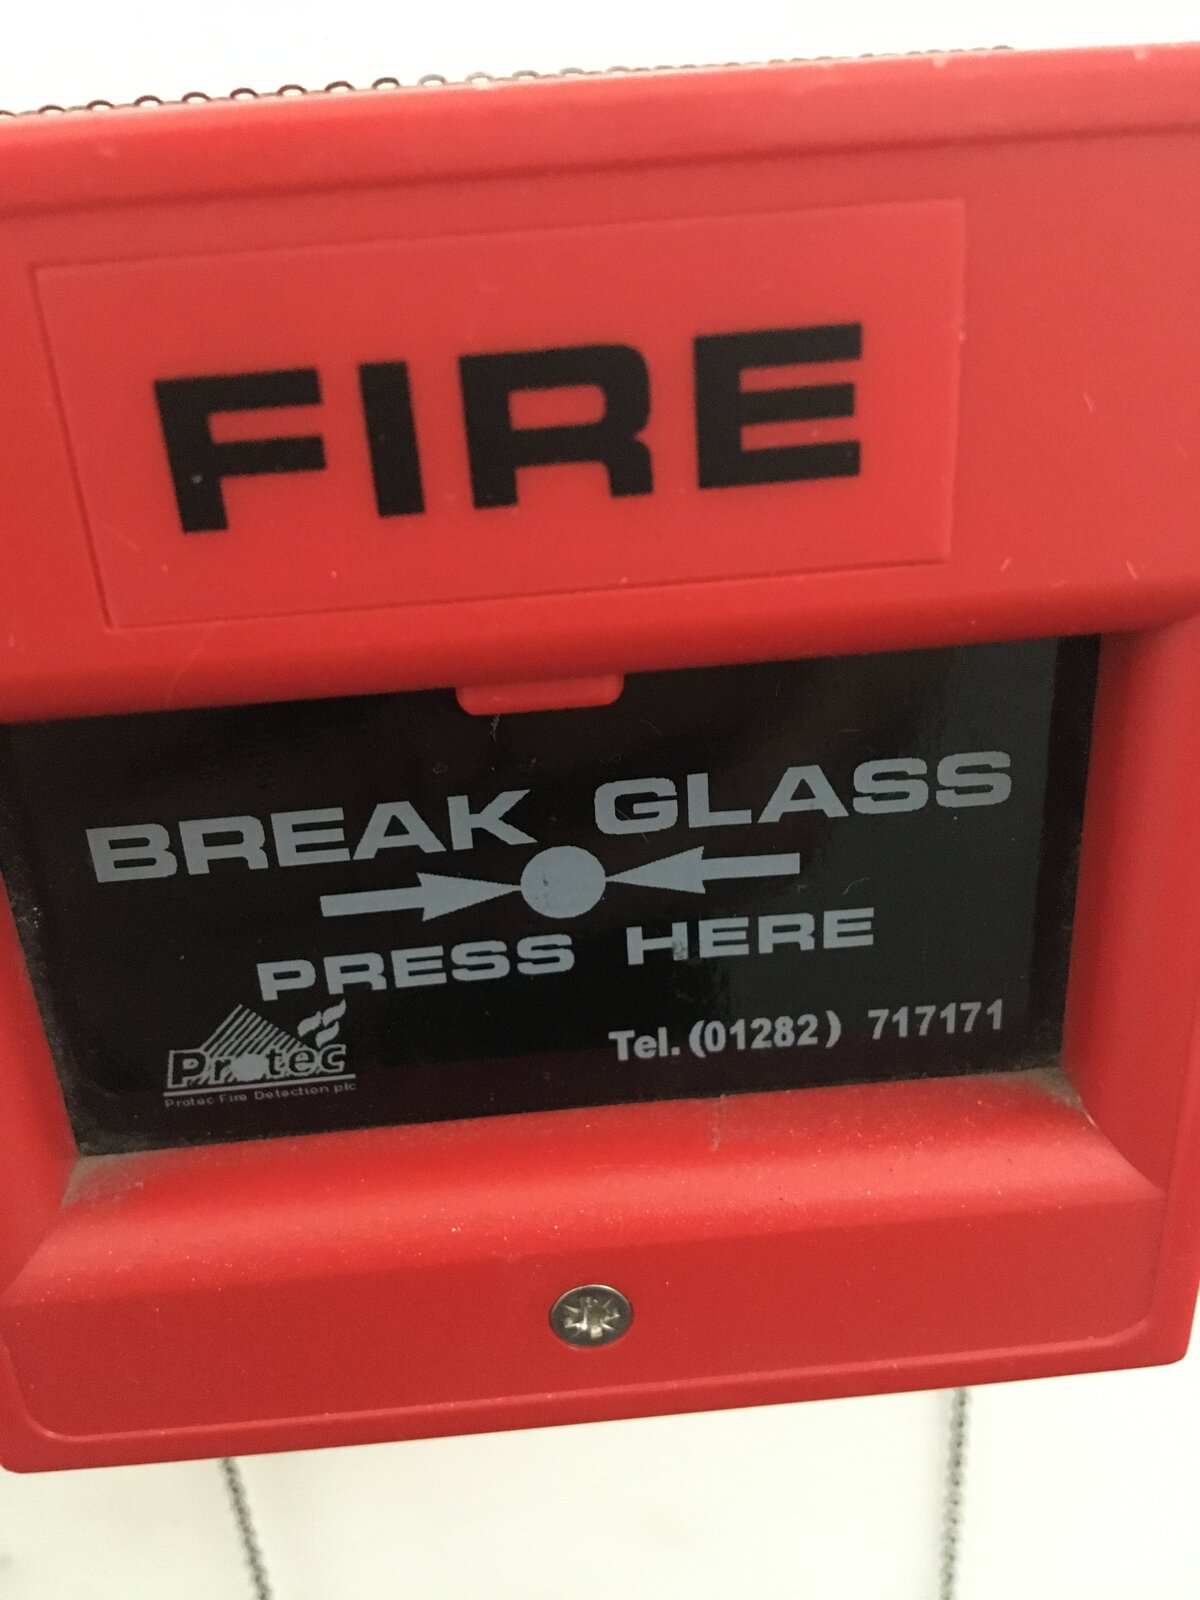 FIRE
BREAK GLASS
PRESS HERE
Protec
Protec Fire Detection plc
Tel. (01282) 717171